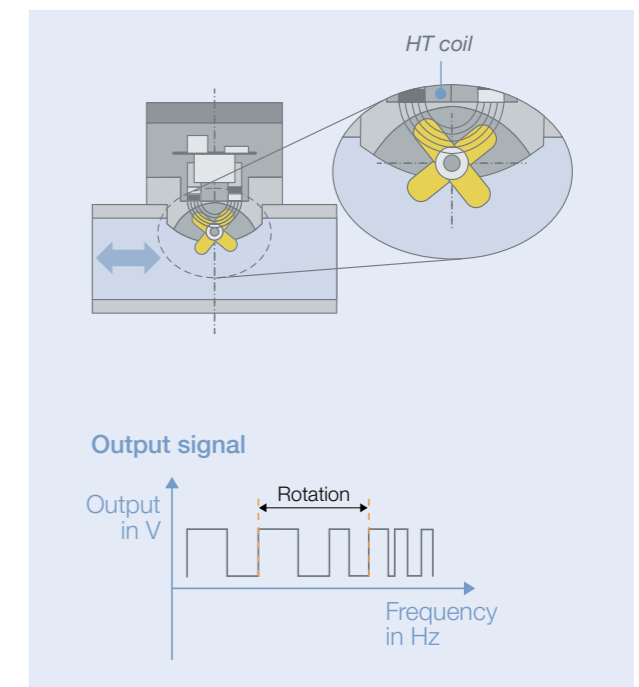 HT coil
Output signal
Output
in V
Rotation
Frequency
in Hz